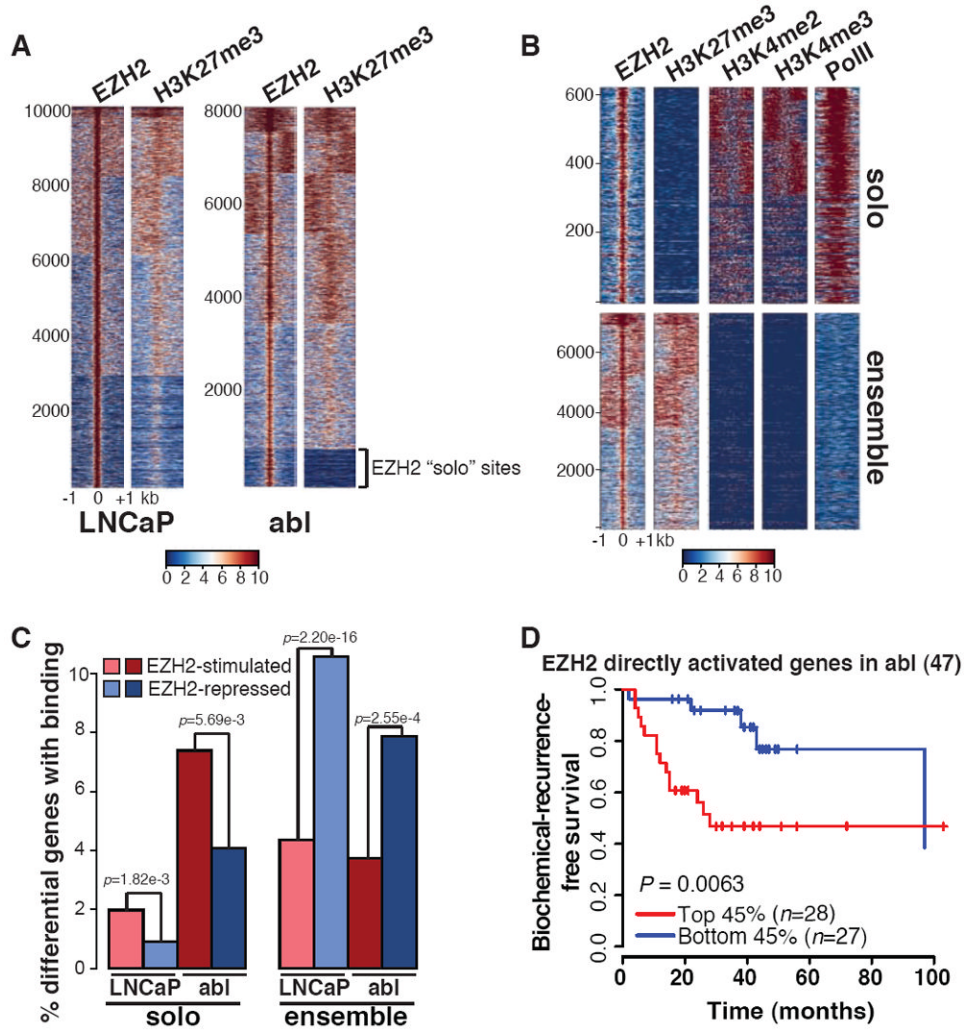 A
EZH2
H3K27me3
EZH2
H3K27me3
10000
8000
6000
4000
2000
8000
6000
4000
2000
EZH2 “solo” sites
-1 0 +1 kb
LNCaP
abl
0 2 4 6 8 10
B
EZH2
H3K27me3
H3K4me2
H3K4me3
PolII
600
400
200
solo
6000
4000
2000
ensemble
-1 0 +1kb
0 2 4 6 8 10
C
EZH2-stimulated
EZH2-repressed
% differential genes with binding
10
8
6
4
2
0
p=1.82e-3
p=5.69e-3
p=2.20e-16
p=2.55e-4
LNCaP abl
LNCaP abl
solo
ensemble
D
EZH2 directly activated genes in abl (47)
Biochemical-recurrence-
free survival
1.
0.8
0.6
0.4
0.2
0.0
P = 0.0063
Top 45% (n=28)
Bottom 45% (n=27)
0 20 40 60 80 100
Time (months)